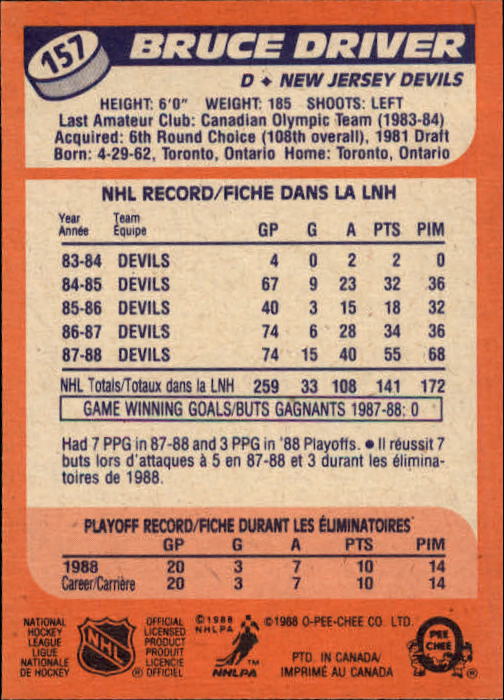 157
BRUCE DRIVER
D ♦ NEW JERSEY DEVILS
HEIGHT: 6'0" WEIGHT: 185 SHOOTS: LEFT
Last Amateur Club: Canadian Olympic Team (1983-84)
Acquired: 6th Round Choice (108th overall), 1981 Draft
Born: 4-29-62, Toronto, Ontario Home: Toronto, Ontario
NHL RECORD/FICHE DANS LA LNH
Year Team
Année Équipe GP G A PTS PIM
83-84 DEVILS 4 0 2 2 0
84-85 DEVILS 67 9 23 32 36
85-86 DEVILS 40 3 15 18 32
86-87 DEVILS 74 6 28 34 36
87-88 DEVILS 74 15 40 55 68
NHL Totals/Totaux dans la LNH 259 33 108 141 172
GAME WINNING GOALS/BUTS GAGNANTS 1987-88: 0
Had 7 PPG in 87-88 and 3 PPG in '88 Playoffs. ● Il réussit 7
buts lors d'attaques à 5 en 87-88 et 3 durant les élimina-
toires de 1988.
PLAYOFF RECORD/FICHE DURANT LES ÉLIMINATOIRES
GP G A PTS PIM
1988 20 3 7 10 14
Career/Carrière 20 3 7 10 14
NATIONAL
HOCKEY
LEAGUE
LIGUE
NATIONALE
DE HOCKEY
NHL
®
OFFICIAL
LICENSED
PRODUCT
PRODUIT
LICENCIE
OFFICIEL
© 1988
NHLPA
TM
NHLPA
© 1988 O-PEE-CHEE CO. LTD.
PTD. IN CANADA/
IMPRIMÉ AU CANADA
O
PEE
CHEE
®